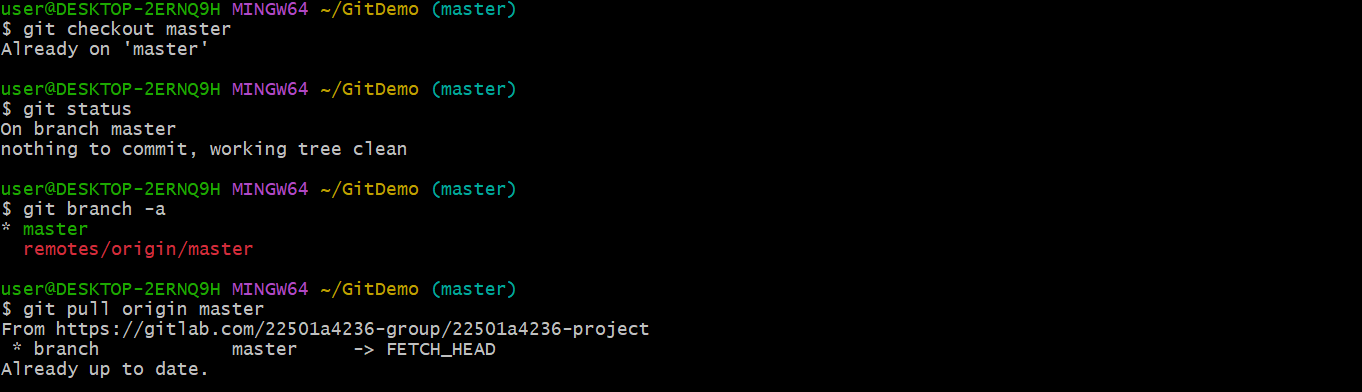 user@DESKTOP-2ERNQ9H MINGW64 ~/GitDemo (master)
$ git checkout master
Already on 'master'
user@DESKTOP-2ERNQ9H MINGW64 ~/GitDemo (master)
$ git status
On branch master
nothing to commit, working tree clean
user@DESKTOP-2ERNQ9H MINGW64 ~/GitDemo (master)
$ git branch -a
* master
  remotes/origin/master
user@DESKTOP-2ERNQ9H MINGW64 ~/GitDemo (master)
$ git pull origin master
From https://gitlab.com/22501a4236-group/22501a4236-project
 * branch            master     -> FETCH_HEAD
Already up to date.